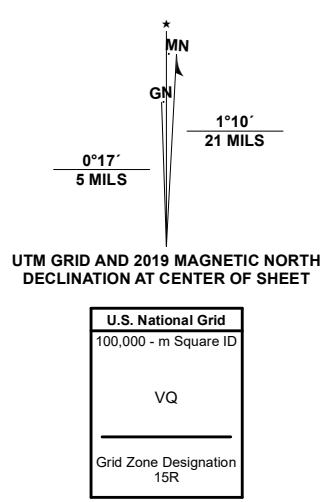 MN
GN
1°10´
21 MILS
0°17´
5 MILS
UTM GRID AND 2019 MAGNETIC NORTH
DECLINATION AT CENTER OF SHEET
U.S. National Grid
100,000 - m Square ID
VQ
Grid Zone Designation
15R